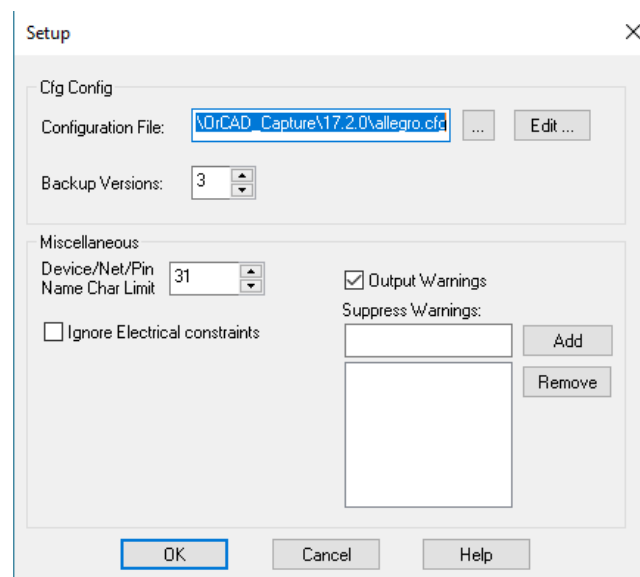 Setup
Cfg Config
Configuration File: \OrCAD_Capture\17.2.0\allegro.cfg ... Edit ...
Backup Versions: 3
Miscellaneous
Device/Net/Pin
Name Char Limit 31
Output Warnings
Suppress Warnings:
Ignore Electrical constraints
Add
Remove
OK Cancel Help